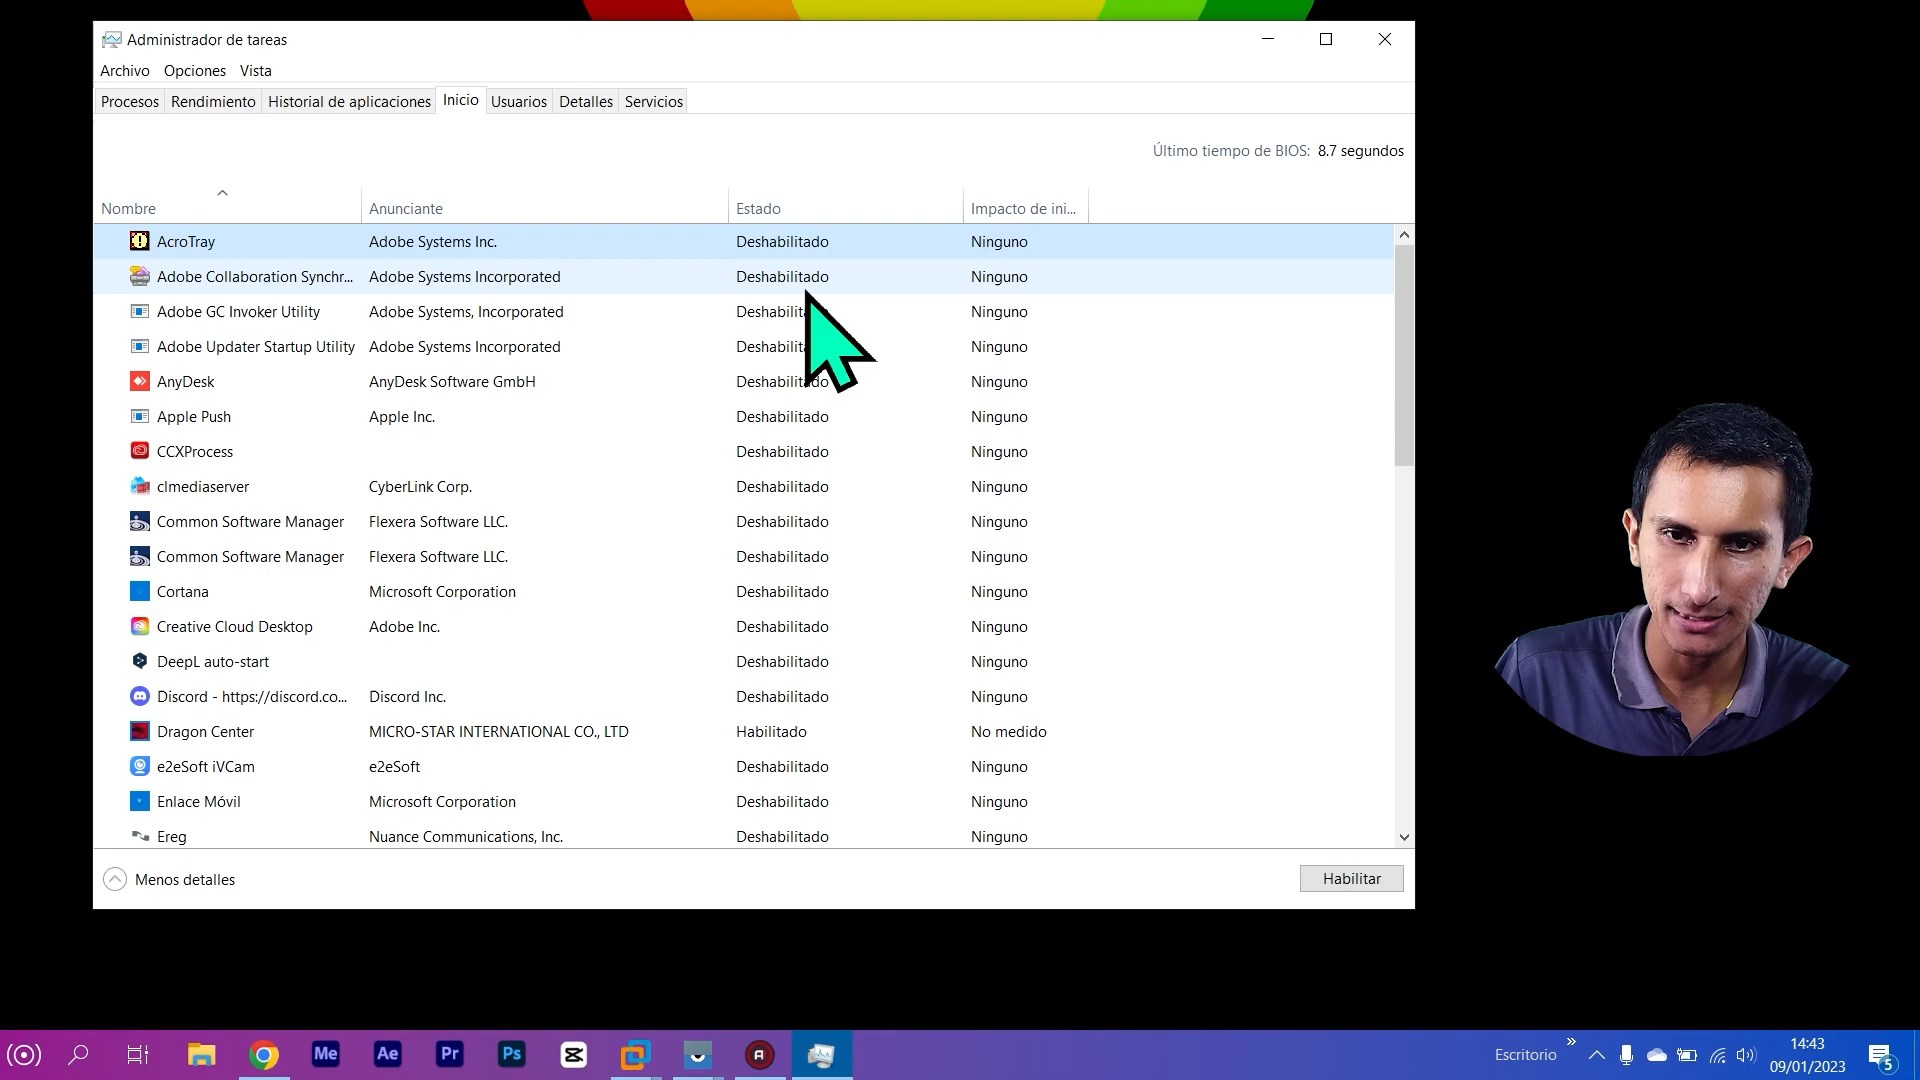 Administrador de tareas
Archivo Opciones Vista
Procesos Rendimiento Historial de aplicaciones Inicio Usuarios Detalles Servicios
Último tiempo de BIOS: 8.7 segundos
Nombre Anunciante Estado Impacto de ini...
AcroTray Adobe Systems Inc. Deshabilitado Ninguno
Adobe Collaboration Synchr... Adobe Systems Incorporated Deshabilitado Ninguno
Adobe GC Invoker Utility Adobe Systems, Incorporated Ninguno
Adobe Updater Startup Utility Adobe Systems Incorporated Ninguno
AnyDesk AnyDesk Software GmbH Deshabilitado Ninguno
Apple Push Apple Inc. Deshabilitado Ninguno
CCXProcess Deshabilitado Ninguno
clmediaserver CyberLink Corp. Deshabilitado Ninguno
Common Software Manager Flexera Software LLC. Deshabilitado Ninguno
Common Software Manager Flexera Software LLC. Deshabilitado Ninguno
Cortana Microsoft Corporation Deshabilitado Ninguno
Creative Cloud Desktop Adobe Inc. Deshabilitado Ninguno
DeepL auto-start Deshabilitado Ninguno
Discord - https://discord.co... Discord Inc. Deshabilitado Ninguno
Dragon Center MICRO-STAR INTERNATIONAL CO., LTD Habilitado No medido
e2eSoft iVCam e2eSoft Deshabilitado Ninguno
Enlace Móvil Microsoft Corporation Deshabilitado Ninguno
Ereg Nuance Communications, Inc. Deshabilitado Ninguno
Menos detalles Habilitar
Me Ae Pr Ps Escritorio 14:43
09/01/2023 5